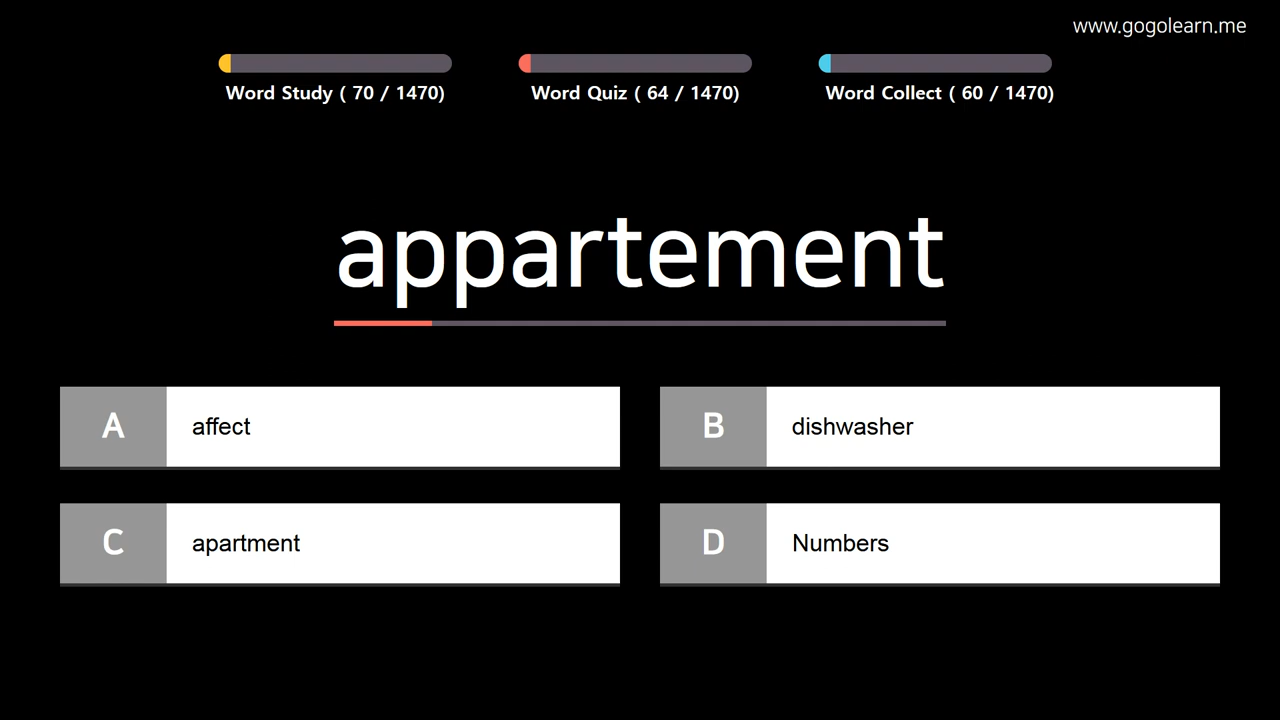 www.gogolearn.me
Word Study ( 70 / 1470)
Word Quiz ( 64 / 1470)
Word Collect ( 60 / 1470)
appartement
A
affect
B
dishwasher
C
apartment
D
Numbers